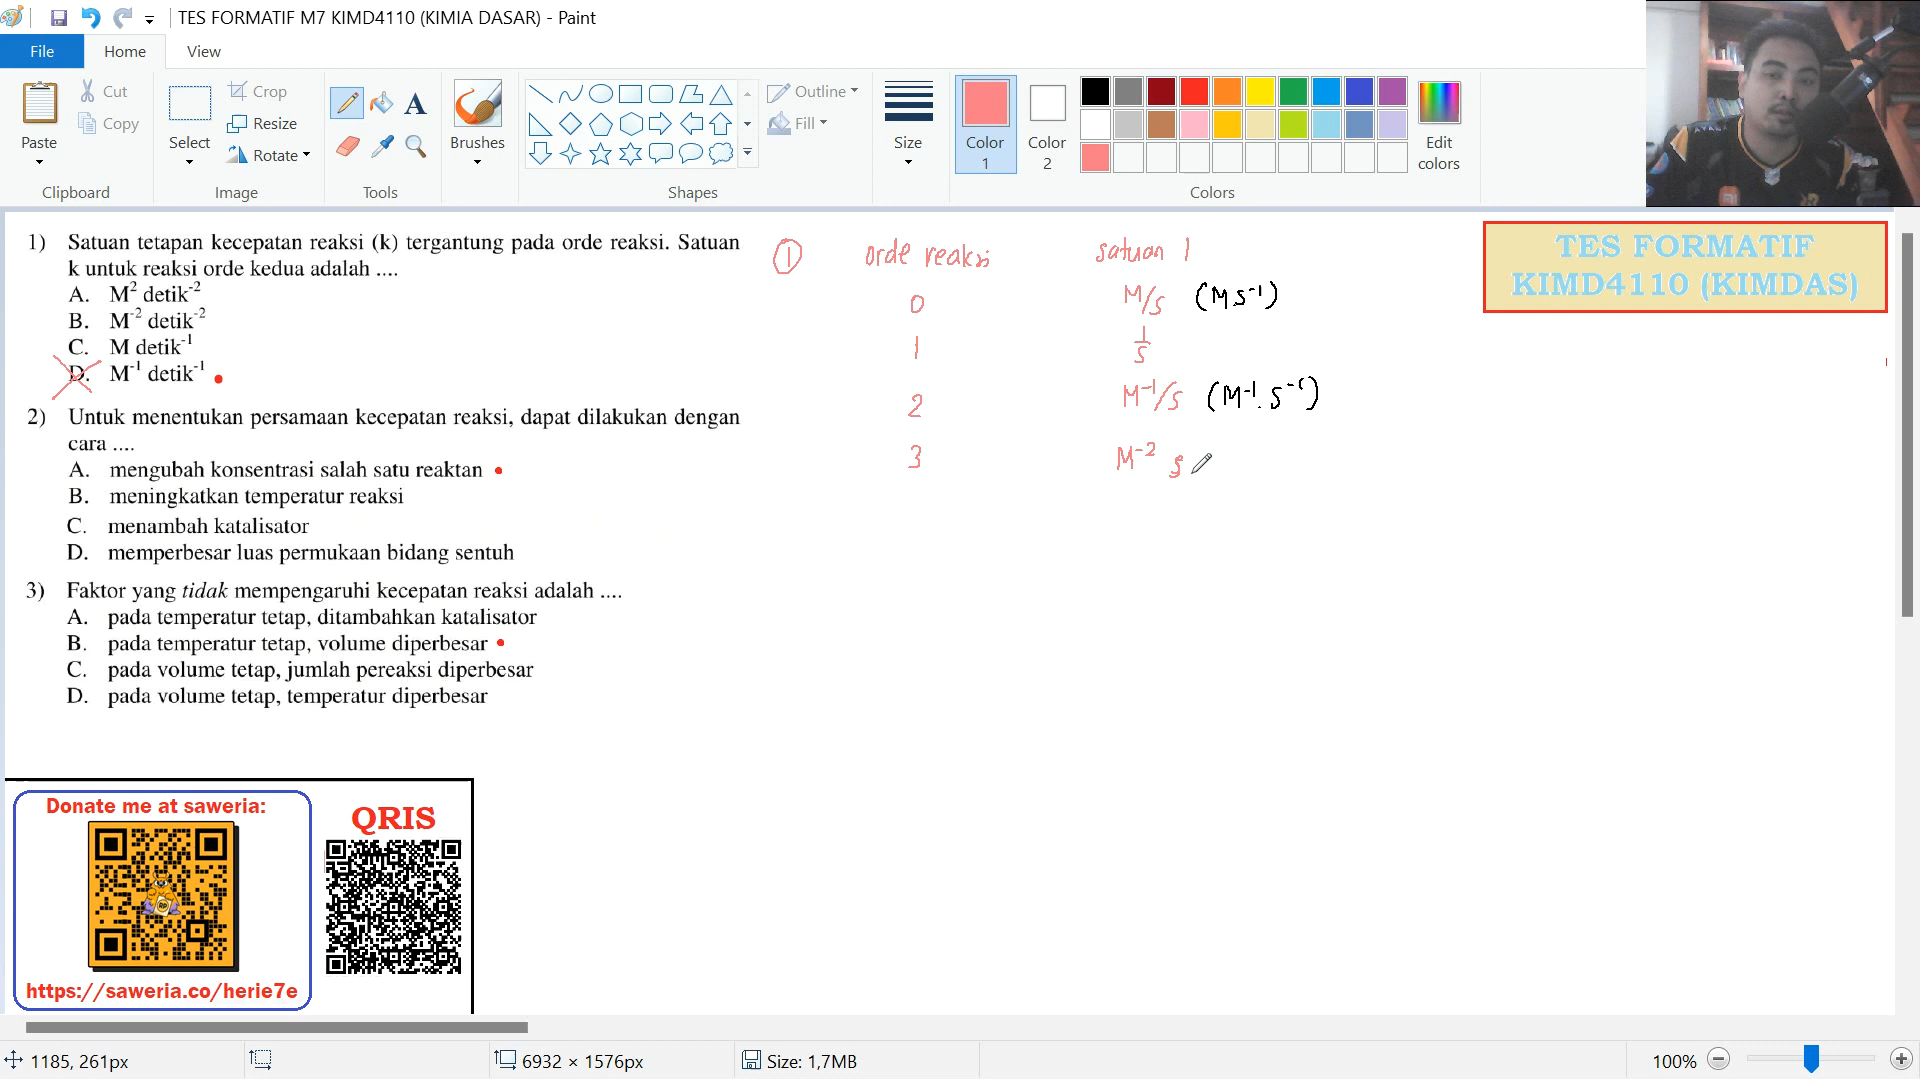 TES FORMATIF M7 KIMD4110 (KIMIA DASAR) - Paint
File Home View
Paste
Cut
Copy
Clipboard
Select
Crop
Resize
Rotate
Image
Tools
Brushes
Shapes
Outline
Fill
Size
Color 1
Color 2
Edit colors
Colors
1) Satuan tetapan kecepatan reaksi (k) tergantung pada orde reaksi. Satuan
k untuk reaksi orde kedua adalah ....
A. M² detik⁻²
B. M⁻² detik⁻²
C. M detik⁻¹
D. M⁻¹ detik⁻¹
2) Untuk menentukan persamaan kecepatan reaksi, dapat dilakukan dengan
cara ....
A. mengubah konsentrasi salah satu reaktan
B. meningkatkan temperatur reaksi
C. menambah katalisator
D. memperbesar luas permukaan bidang sentuh
3) Faktor yang tidak mempengaruhi kecepatan reaksi adalah ....
A. pada temperatur tetap, ditambahkan katalisator
B. pada temperatur tetap, volume diperbesar
C. pada volume tetap, jumlah pereaksi diperbesar
D. pada volume tetap, temperatur diperbesar
1 orde reaksi satuan 1
0 M/s (M s⁻¹)
1 1/s
2 M⁻¹/s (M⁻¹. s⁻¹)
3 M⁻² s
TES FORMATIF
KIMD4110 (KIMDAS)
Donate me at saweria:
RP
https://saweria.co/herie7e
QRIS
1185, 261px
6932 × 1576px
Size: 1,7MB
100%